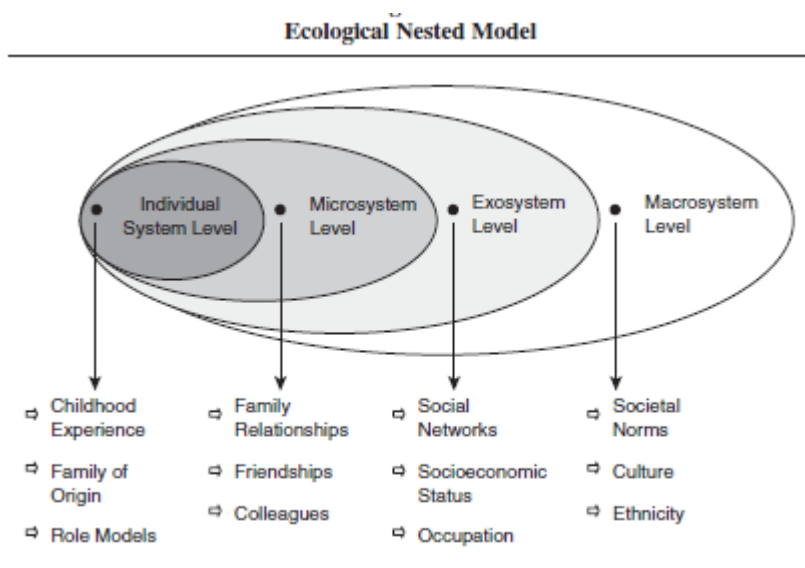 Ecological Nested Model
Individual
System Level
Microsystem
Level
Exosystem
Level
Macrosystem
Level
Childhood
Experience
Family of
Origin
Role Models
Family
Relationships
Friendships
Colleagues
Social
Networks
Socioeconomic
Status
Occupation
Societal
Norms
Culture
Ethnicity